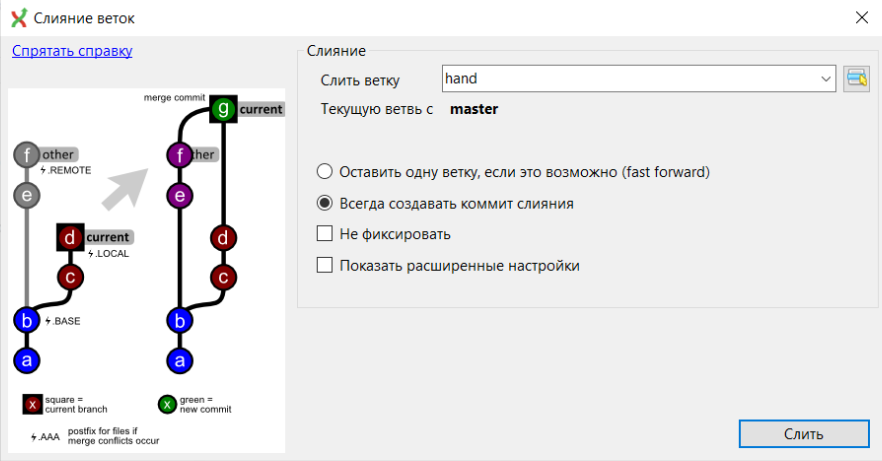 Слияние веток
Спрятать справку
merge commit
g current
f other
⚡.REMOTE
e
d current
⚡.LOCAL
c
b ⚡.BASE
a
f ther
e
d
c
b
a
x square =
current branch
x green =
new commit
⚡.AAA postfix for files if
merge conflicts occur
Слияние
Слить ветку hand
Текущую ветвь с master
Оставить одну ветку, если это возможно (fast forward)
Всегда создавать коммит слияния
Не фиксировать
Показать расширенные настройки
Слить